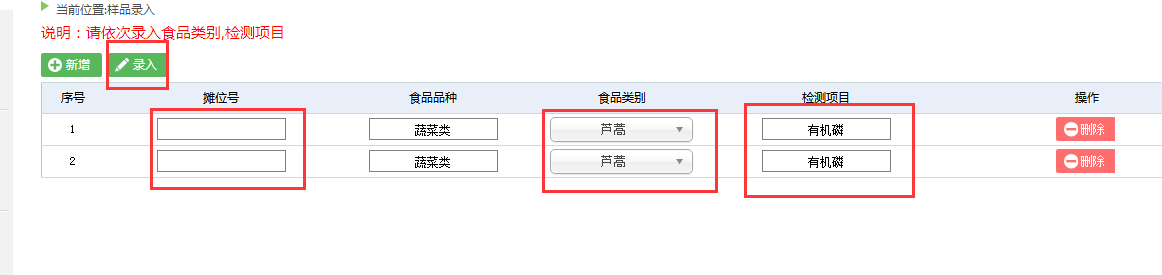 当前位置:样品录入
说明：请依次录入食品类别,检测项目
新增 录入
序号 摊位号 食品品种 食品类别 检测项目 操作
1 蔬菜类 芦蒿 有机磷 删除
2 蔬菜类 芦蒿 有机磷 删除